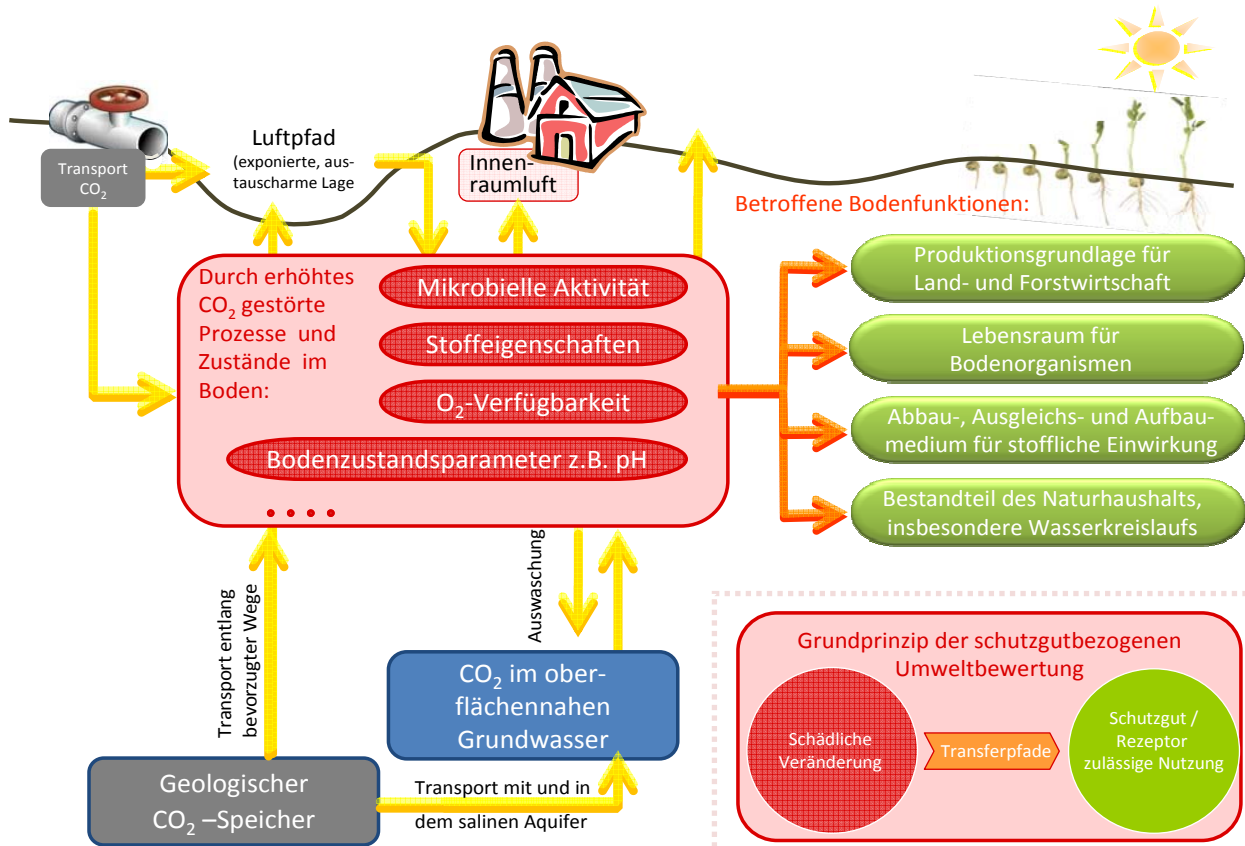 Transport
CO₂
Luftpfad
(exponierte, aus-
tauscharme Lage
Innen-
raumluft
Betroffene Bodenfunktionen:
Durch erhöhtes
CO₂ gestörte
Prozesse und
Zustände im
Boden:
Mikrobielle Aktivität
Stoffeigenschaften
O₂-Verfügbarkeit
Bodenzustandsparameter z.B. pH
• • • •
Produktionsgrundlage für
Land- und Forstwirtschaft
Lebensraum für
Bodenorganismen
Abbau-, Ausgleichs- und Aufbau-
medium für stoffliche Einwirkung
Bestandteil des Naturhaushalts,
insbesondere Wasserkreislaufs
Transport entlang
bevorzugter Wege
Auswaschung
CO₂ im ober-
flächennahen
Grundwasser
Geologischer
CO₂ –Speicher
Transport mit und in
dem salinen Aquifer
Grundprinzip der schutzgutbezogenen
Umweltbewertung
Schädliche
Veränderung
Transferpfade
Schutzgut /
Rezeptor
zulässige Nutzung